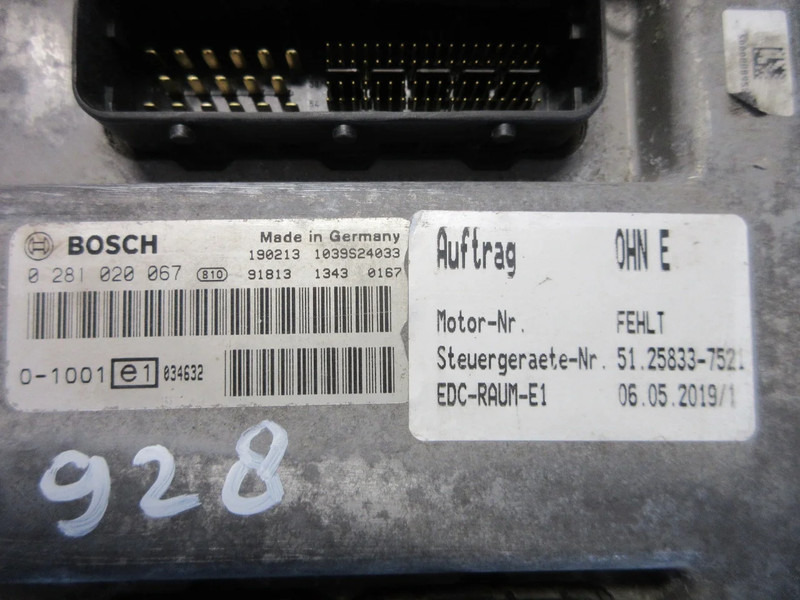 BOSCH
Made in Germany
190213 1039S24033
0 281 020 067 810 91813 1343 0167
0-1001 e1 034632
Auftrag OHN E
Motor-Nr. FEHLT
Steuergeraete-Nr. 51.25833-7521
EDC-RAUM-E1 06.05.2019/1
928